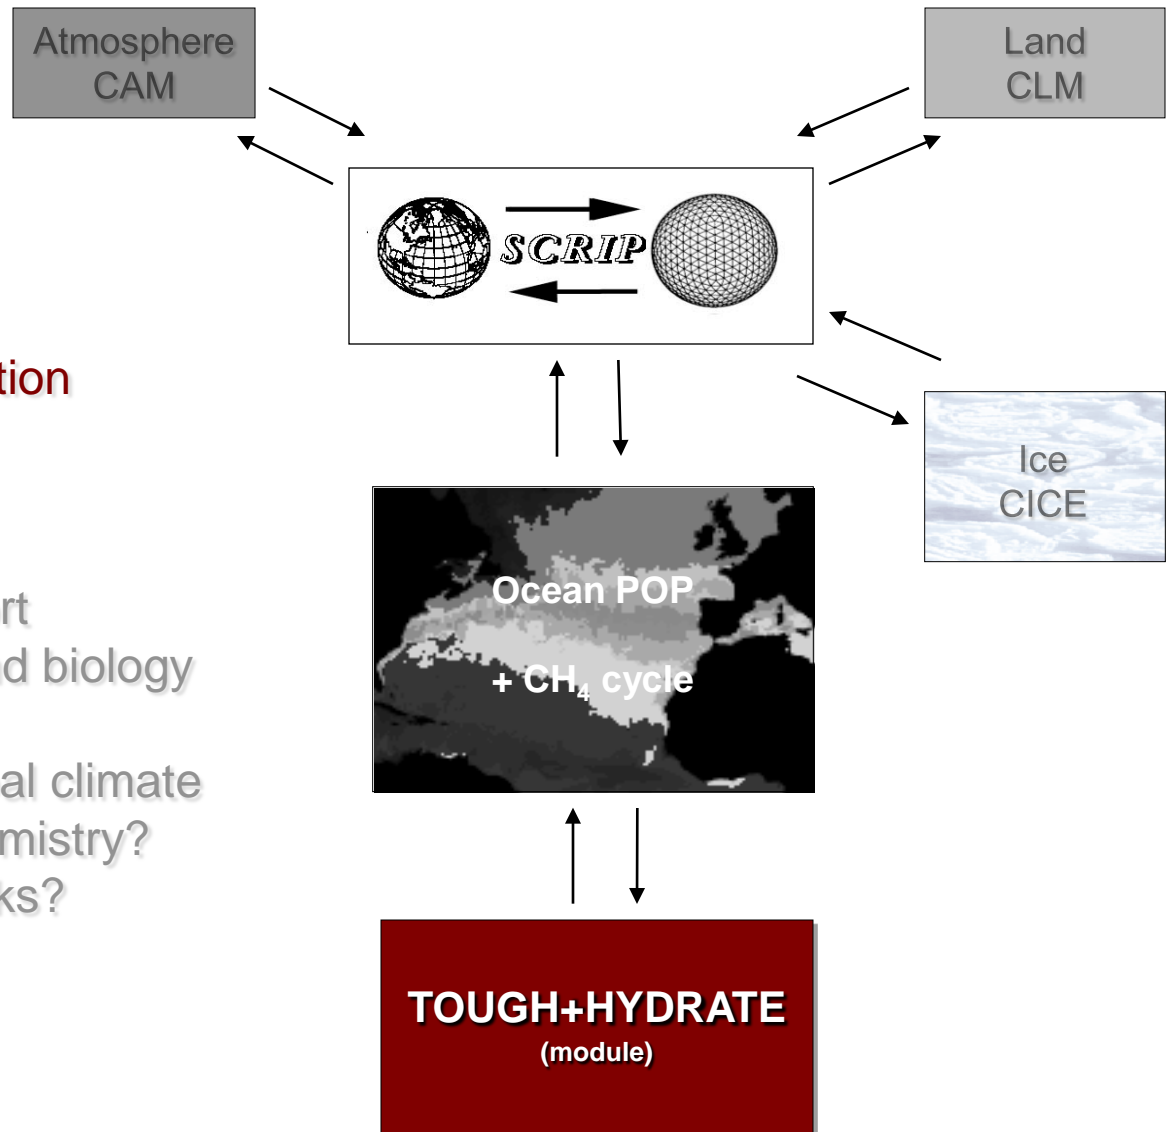 Atmosphere
CAM
Land
CLM
SCRIP
tion
Ice
CICE
Ocean POP
+ CH₄ cycle
rt
nd biology
al climate
mistry?
ks?
TOUGH+HYDRATE
(module)